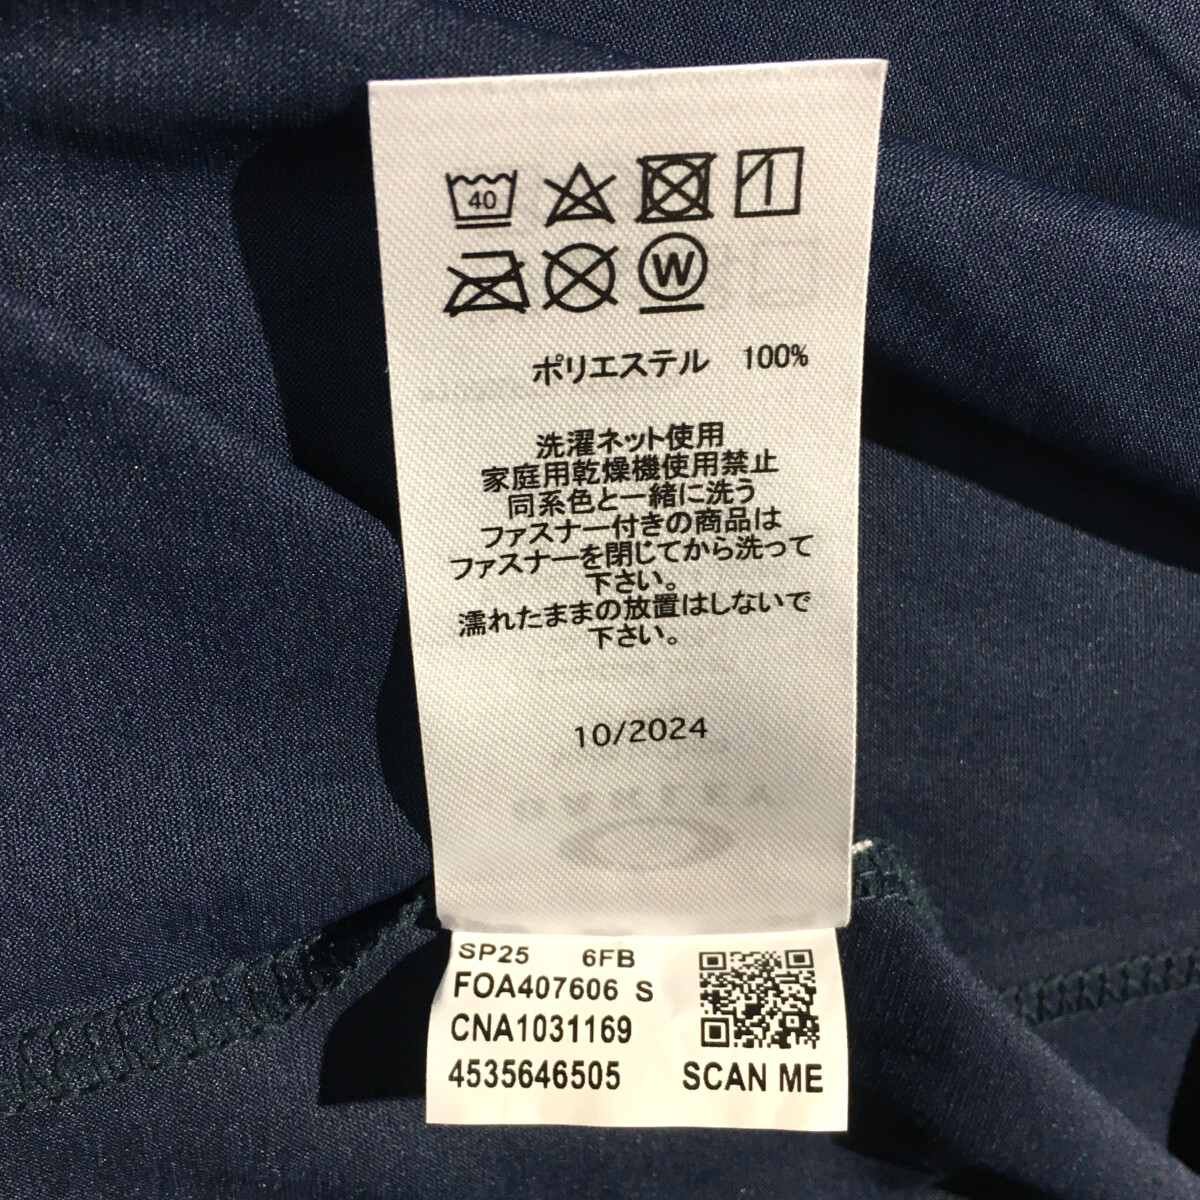 40
W
ポリエステル 100%
洗濯ネット使用
家庭用乾燥機使用禁止
同系色と一緒に洗う
ファスナー付きの商品は
ファスナーを閉じてから洗って
下さい。
濡れたままの放置はしないで
下さい。
10/2024
SP25 6FB
FOA407606 S
CNA1031169
4535646505 SCAN ME